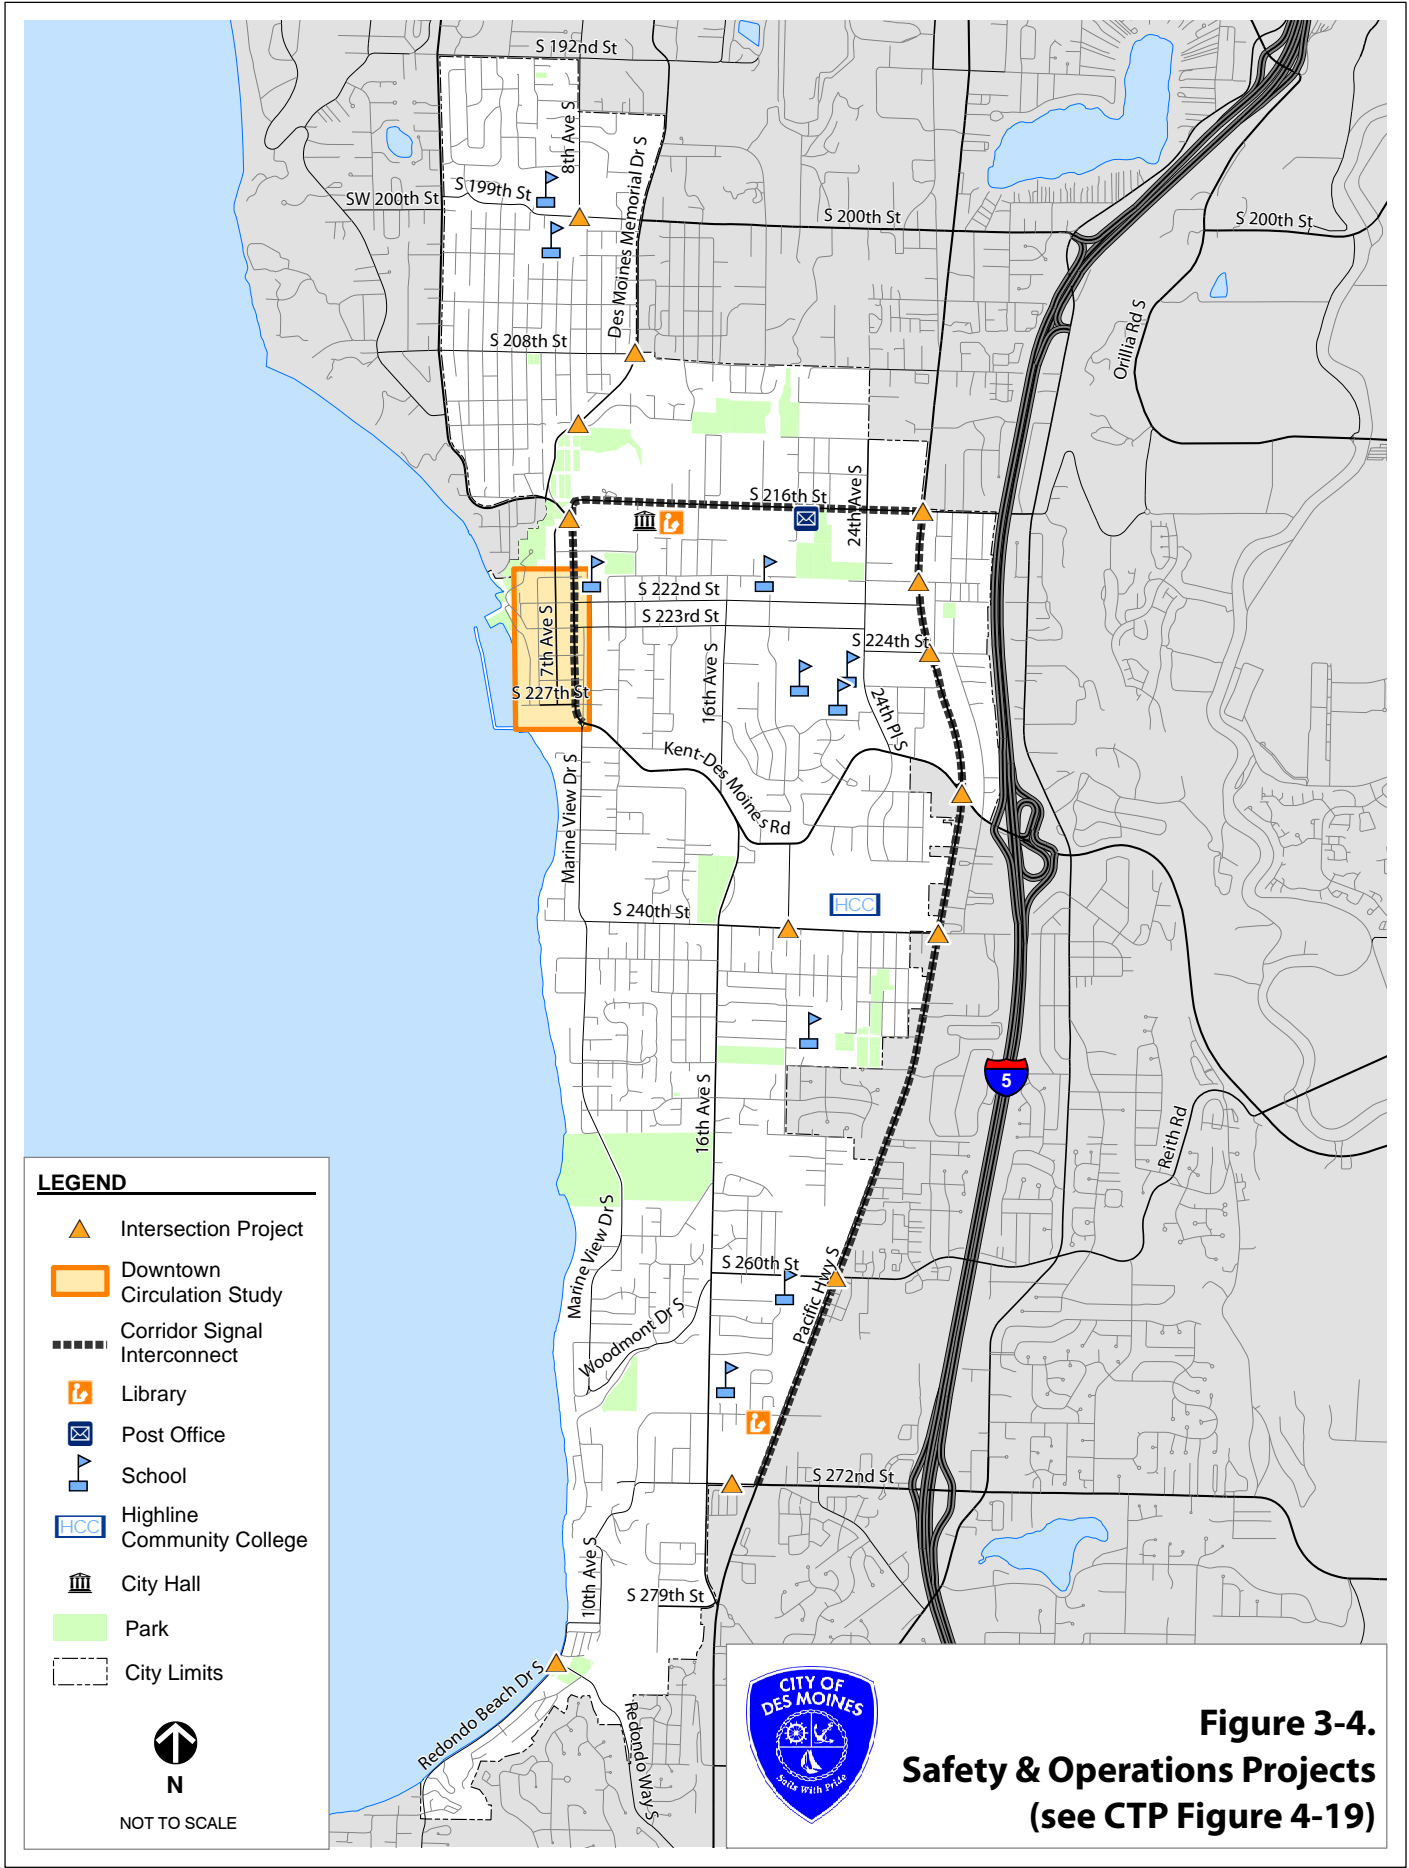 S 192nd St
8th Ave S
Des Moines Memorial Dr S
S 199th St
SW 200th St
S 200th St
S 200th St
Orillia Rd S
S 208th St
24th Ave S
S 216th St
S 222nd St
7th Ave S
S 223rd St
S 224th St
16th Ave S
S 227th St
24th Pl S
Kent-Des Moines Rd
Marine View Dr S
HCC
S 240th St
5
16th Ave S
Reith Rd
Marine View Dr S
S 260th St
Pacific Hwy S
Woodmont Dr S
S 272nd St
10th Ave S
S 279th St
Redondo Beach Dr S
Redondo Way S
LEGEND
Intersection Project
Downtown
Circulation Study
Corridor Signal
Interconnect
Library
Post Office
School
HCC
Highline
Community College
City Hall
Park
City Limits
N
NOT TO SCALE
CITY OF
DES MOINES
Sails With Pride
Figure 3-4.
Safety & Operations Projects
(see CTP Figure 4-19)